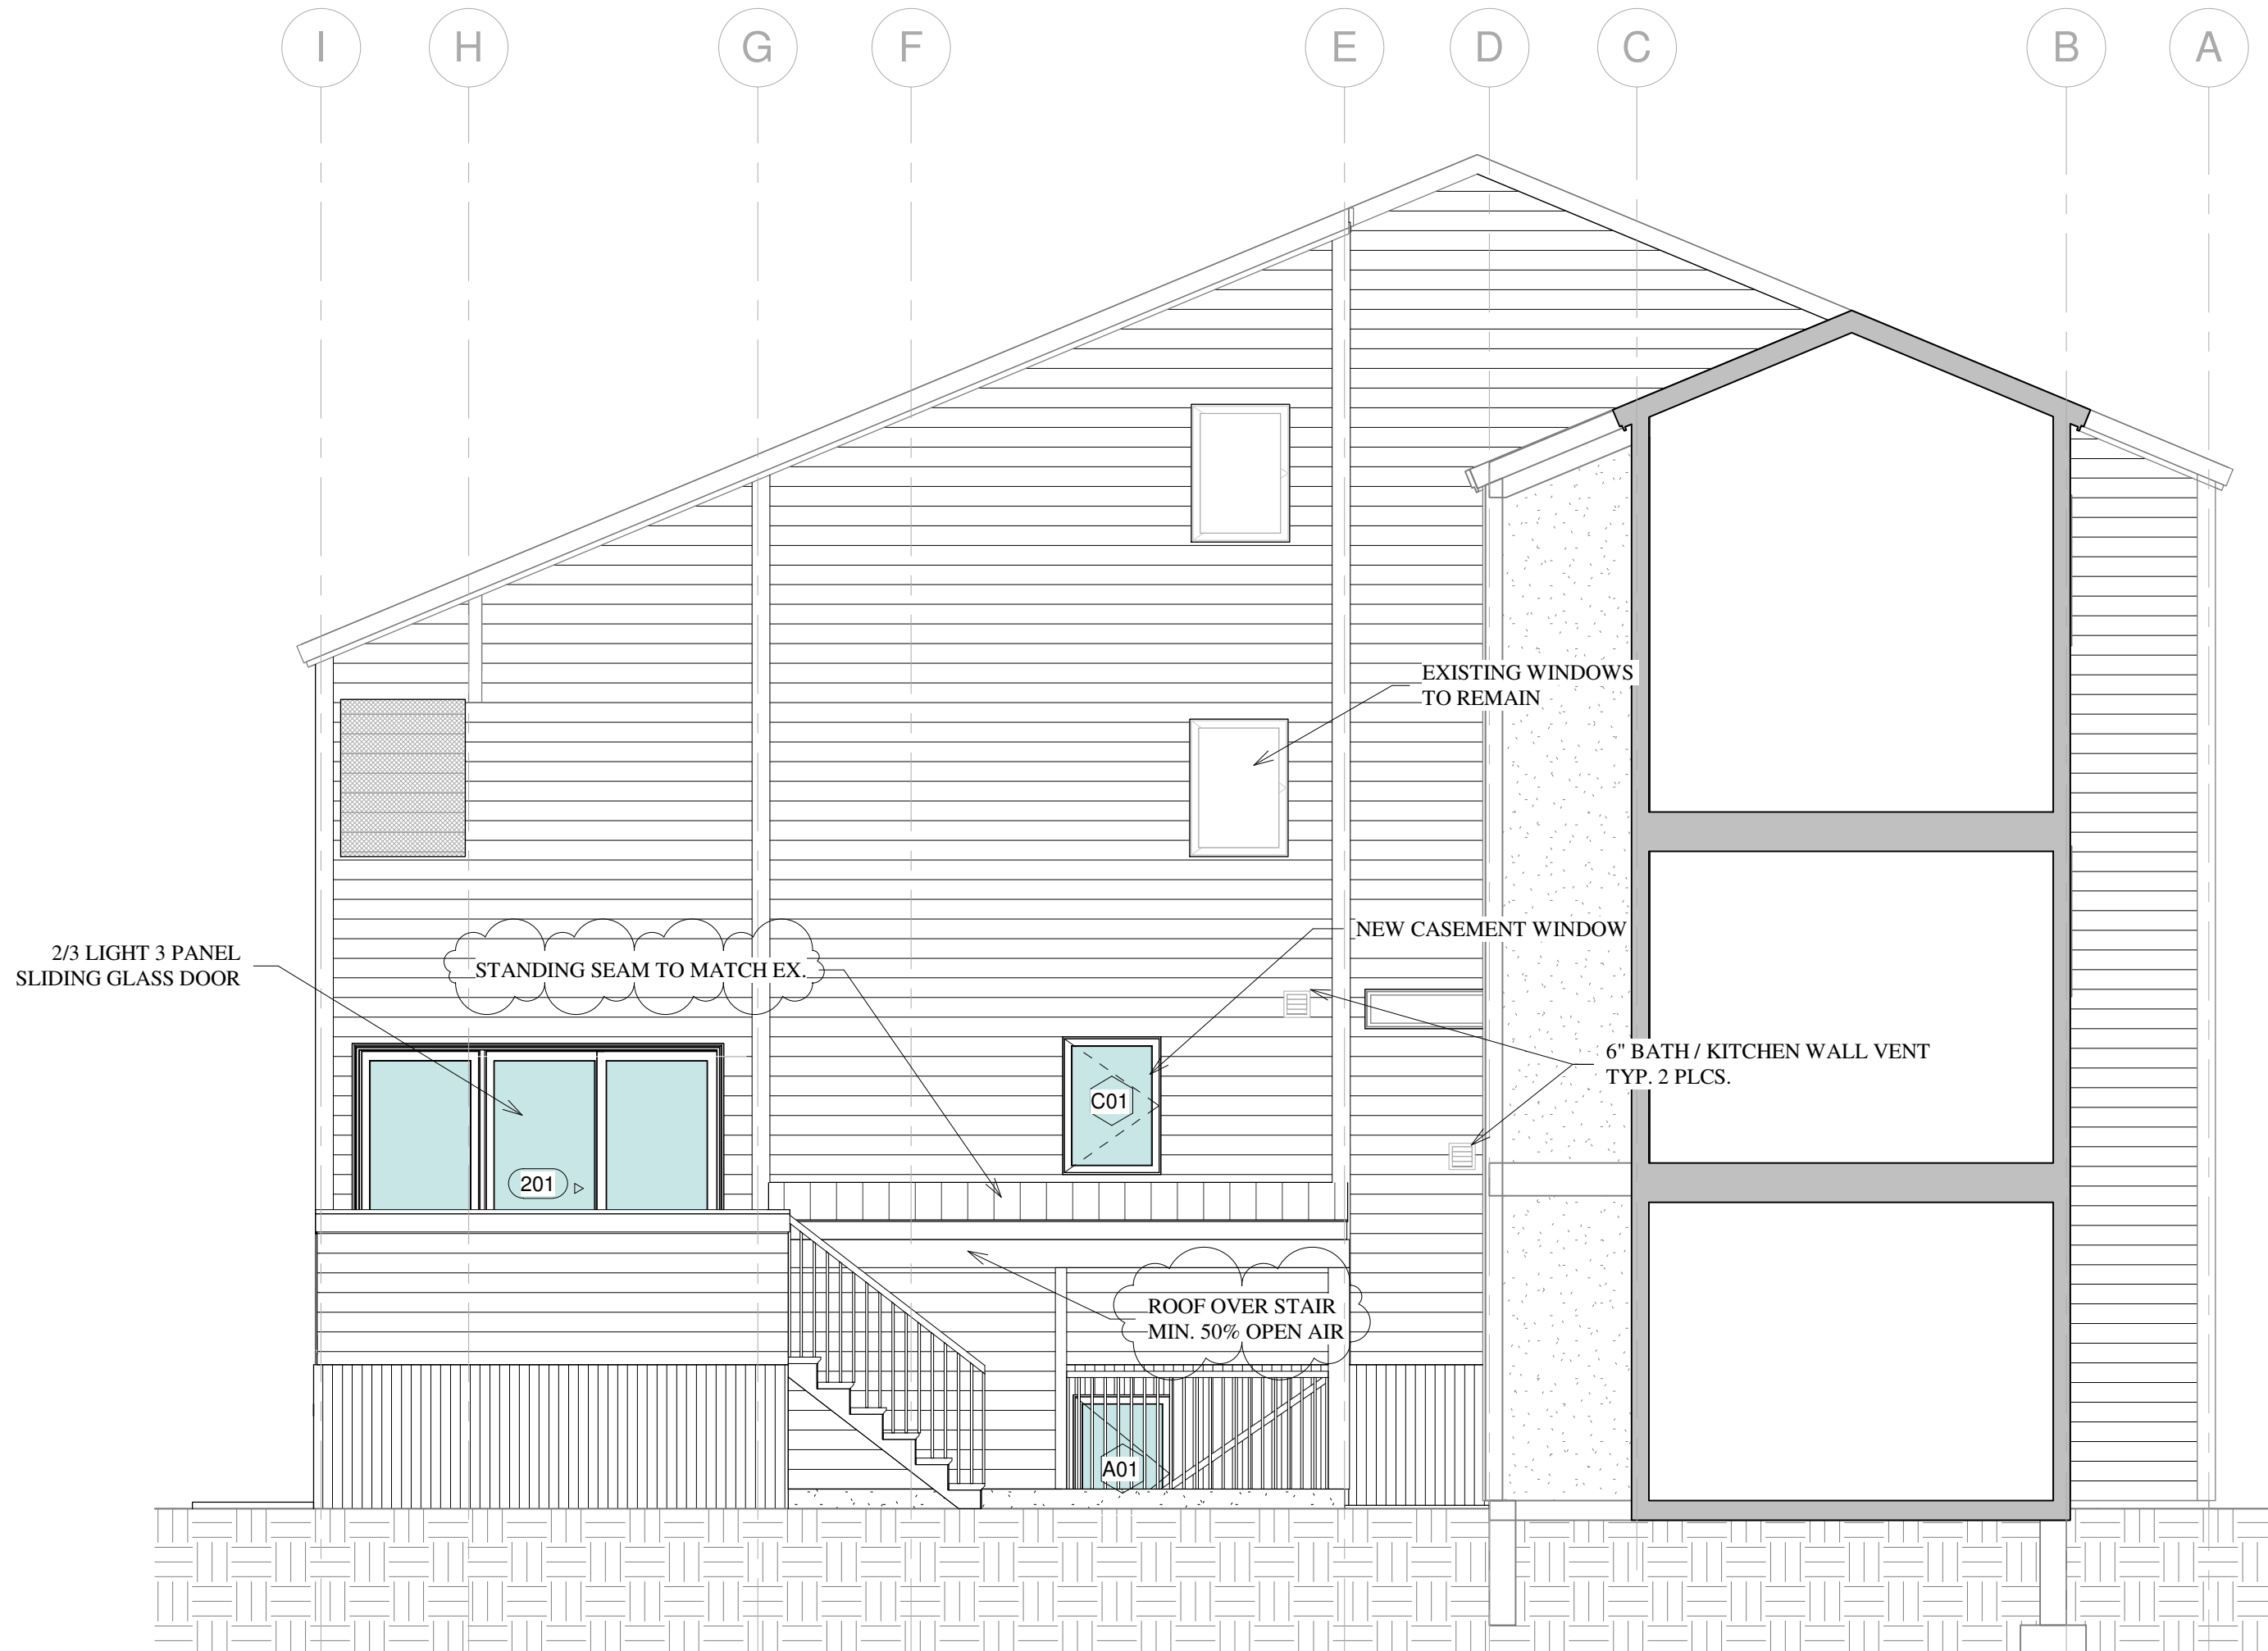 I H G F E D C B A
EXISTING WINDOWS
TO REMAIN
NEW CASEMENT WINDOW
2/3 LIGHT 3 PANEL
SLIDING GLASS DOOR
STANDING SEAM TO MATCH EX.
6" BATH / KITCHEN WALL VENT
TYP. 2 PLCS.
C01
201
ROOF OVER STAIR
MIN. 50% OPEN AIR
A01